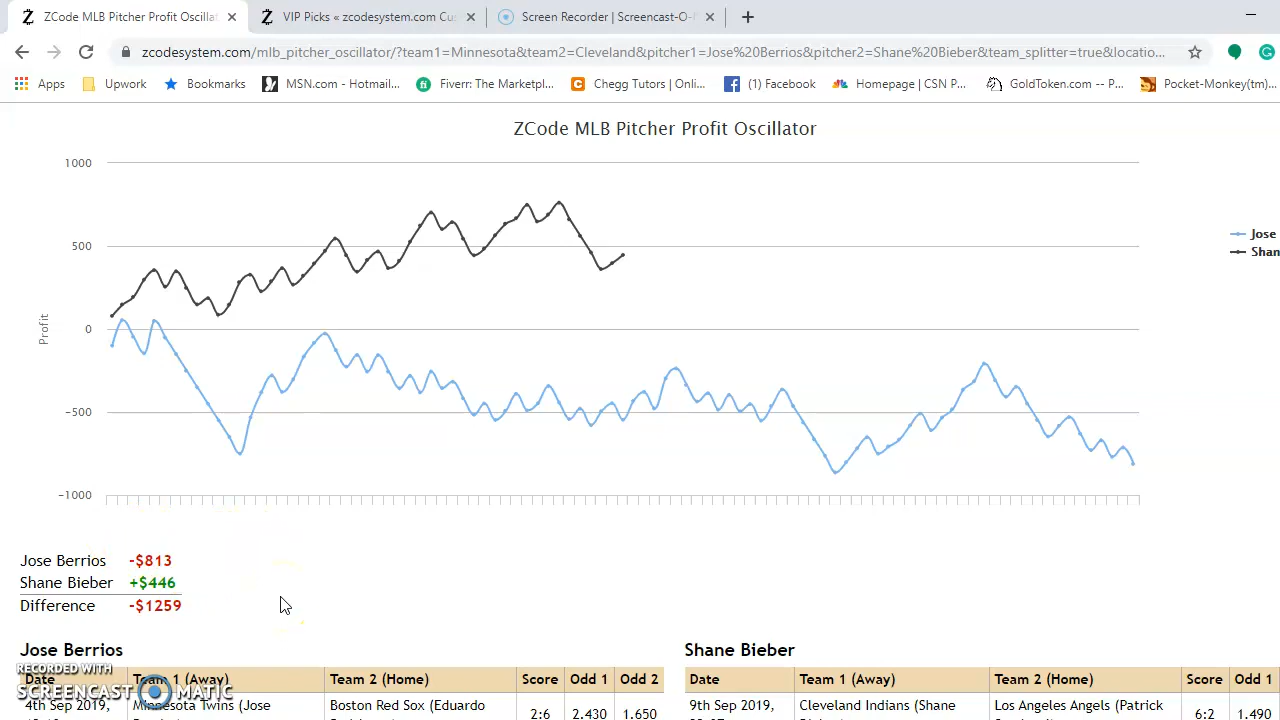 ZCode MLB Pitcher Profit Oscillat
VIP Picks « zcodesystem.com Cus
Screen Recorder | Screencast-O-
zcodesystem.com/mlb_pitcher_oscillator/?team1=Minnesota&team2=Cleveland&pitcher1=Jose%20Berrios&pitcher2=Shane%20Bieber&team_splitter=true&locatio...
Apps Upwork Bookmarks MSN.com - Hotmail... Fiverr: The Marketpl... Chegg Tutors | Onli... (1) Facebook Homepage | CSN P... GoldToken.com -- P... Pocket-Monkey(tm)...
ZCode MLB Pitcher Profit Oscillator
1000
500
0
−500
−1000
Profit
Jose
Shan
Jose Berrios -$813
Shane Bieber +$446
Difference -$1259
Jose Berrios
Date Team 1 (Away) Team 2 (Home) Score Odd 1 Odd 2
4th Sep 2019, Minnesota Twins (Jose Boston Red Sox (Eduardo 2:6 2.430 1.650
Shane Bieber
Date Team 1 (Away) Team 2 (Home) Score Odd 1
9th Sep 2019, Cleveland Indians (Shane Los Angeles Angels (Patrick 6:2 1.490
RECORDED WITH
SCREENCAST MATIC